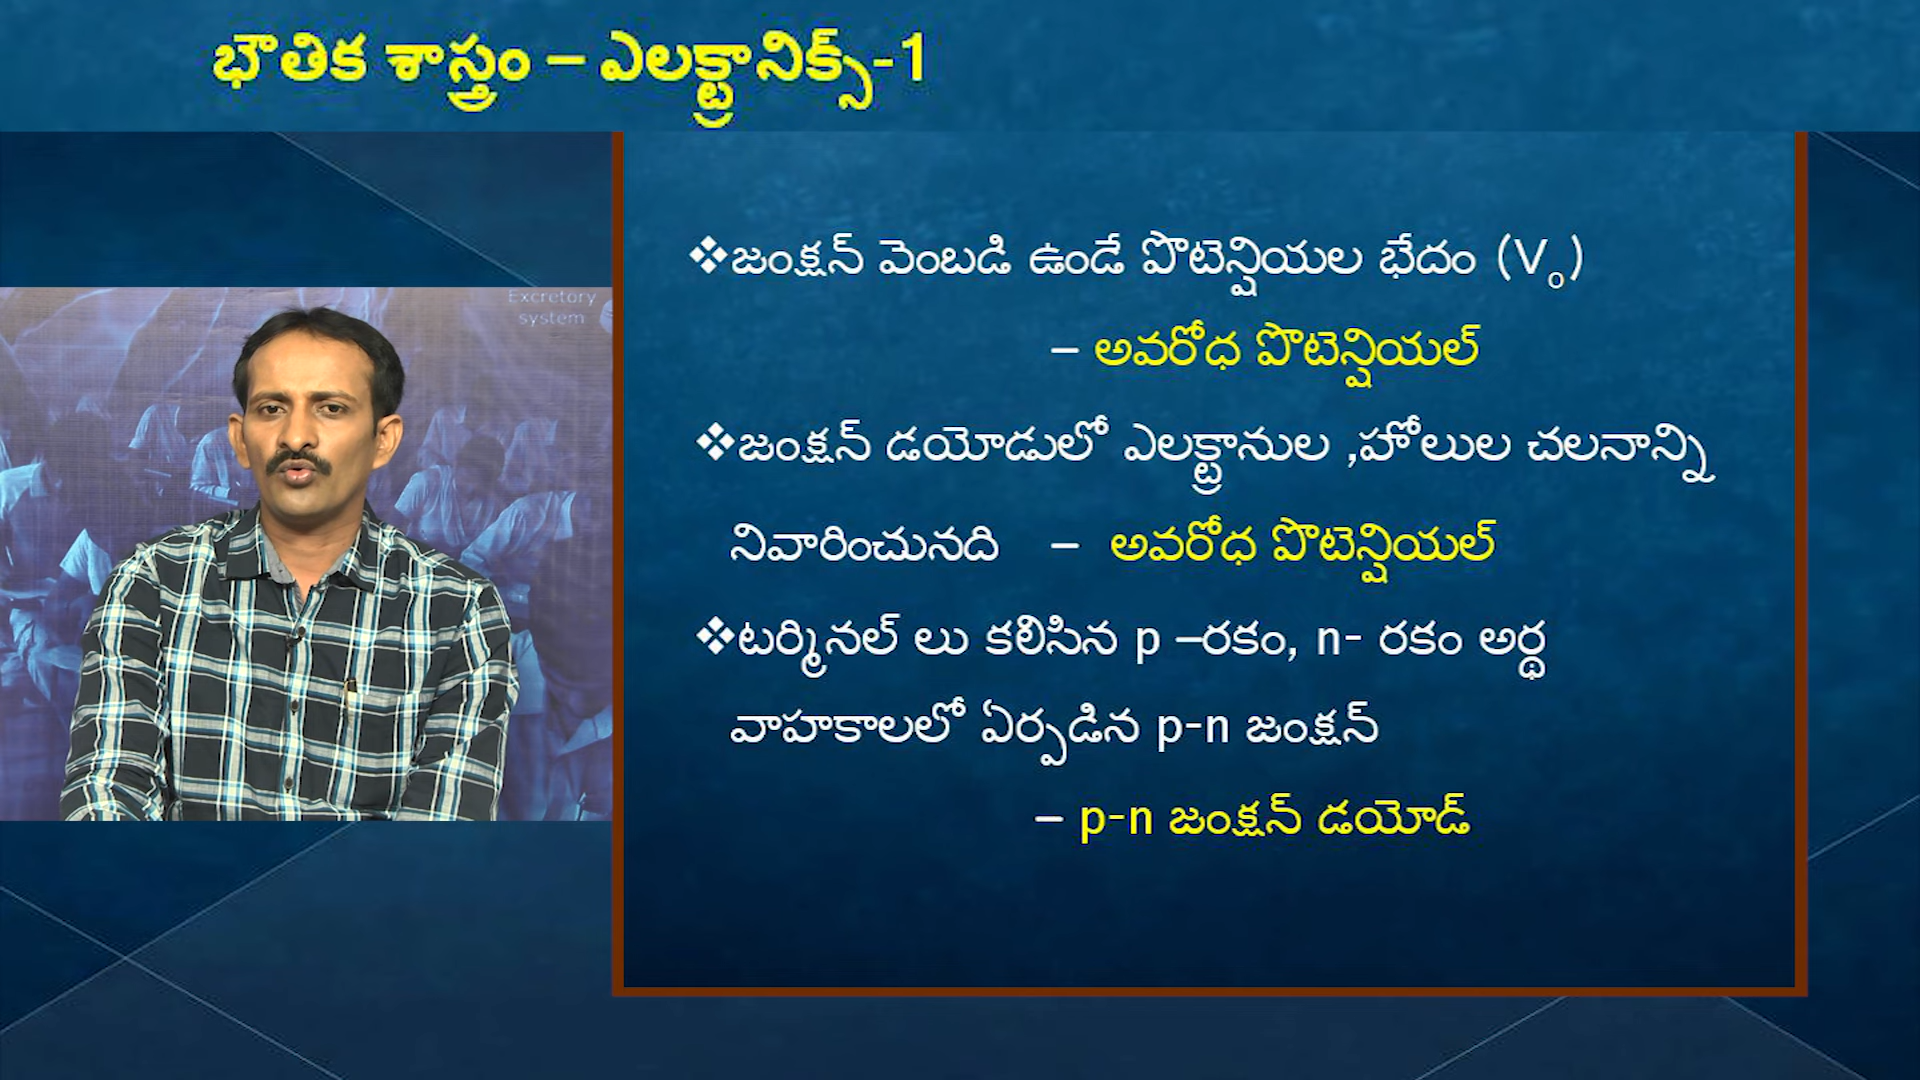 భౌతిక శాస్త్రం – ఎలక్ట్రానిక్స్-1
Excretory
system
❖జంక్షన్ వెంబడి ఉండే పొటెన్షియల భేదం (Vₒ)
– అవరోధ పొటెన్షియల్
❖జంక్షన్ డయోడులో ఎలక్ట్రానుల ,హోలుల చలనాన్ని
నివారించునది – అవరోధ పొటెన్షియల్
❖టర్మినల్ లు కలిసిన p –రకం, n- రకం అర్ధ
వాహకాలలో ఏర్పడిన p-n జంక్షన్
– p-n జంక్షన్ డయోడ్